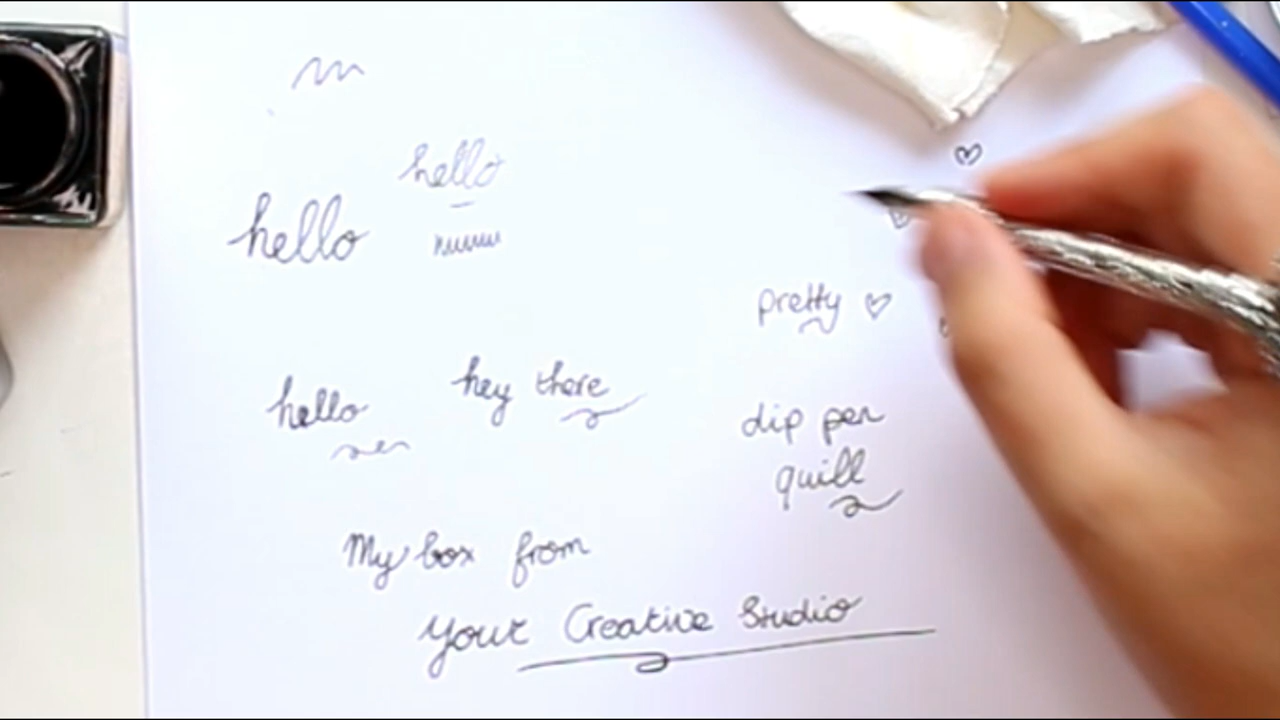 hello
hello
pretty
hello
hey there
dip pen
quill
My box from
Your Creative Studio